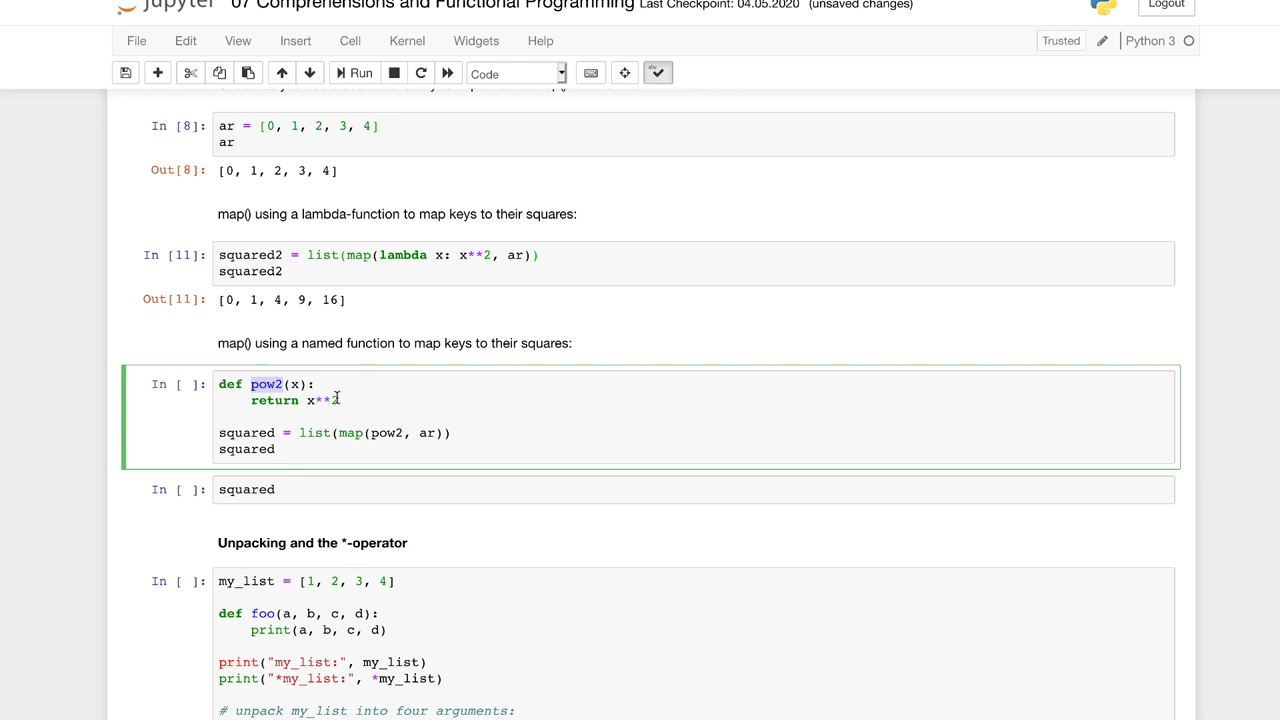 jupyter 07 Comprehensions and Functional Programming Last Checkpoint: 04.05.2020 (unsaved changes) Logout
File Edit View Insert Cell Kernel Widgets Help Trusted Python 3
Run Code
In [8]: ar = [0, 1, 2, 3, 4]
ar
Out[8]: [0, 1, 2, 3, 4]
map() using a lambda-function to map keys to their squares:
In [11]: squared2 = list(map(lambda x: x**2, ar))
squared2
Out[11]: [0, 1, 4, 9, 16]
map() using a named function to map keys to their squares:
In [ ]: def pow2(x):
return x**2
squared = list(map(pow2, ar))
squared
In [ ]: squared
Unpacking and the *-operator
In [ ]: my_list = [1, 2, 3, 4]
def foo(a, b, c, d):
print(a, b, c, d)
print("my_list:", my_list)
print("*my_list:", *my_list)
# unpack my_list into four arguments: